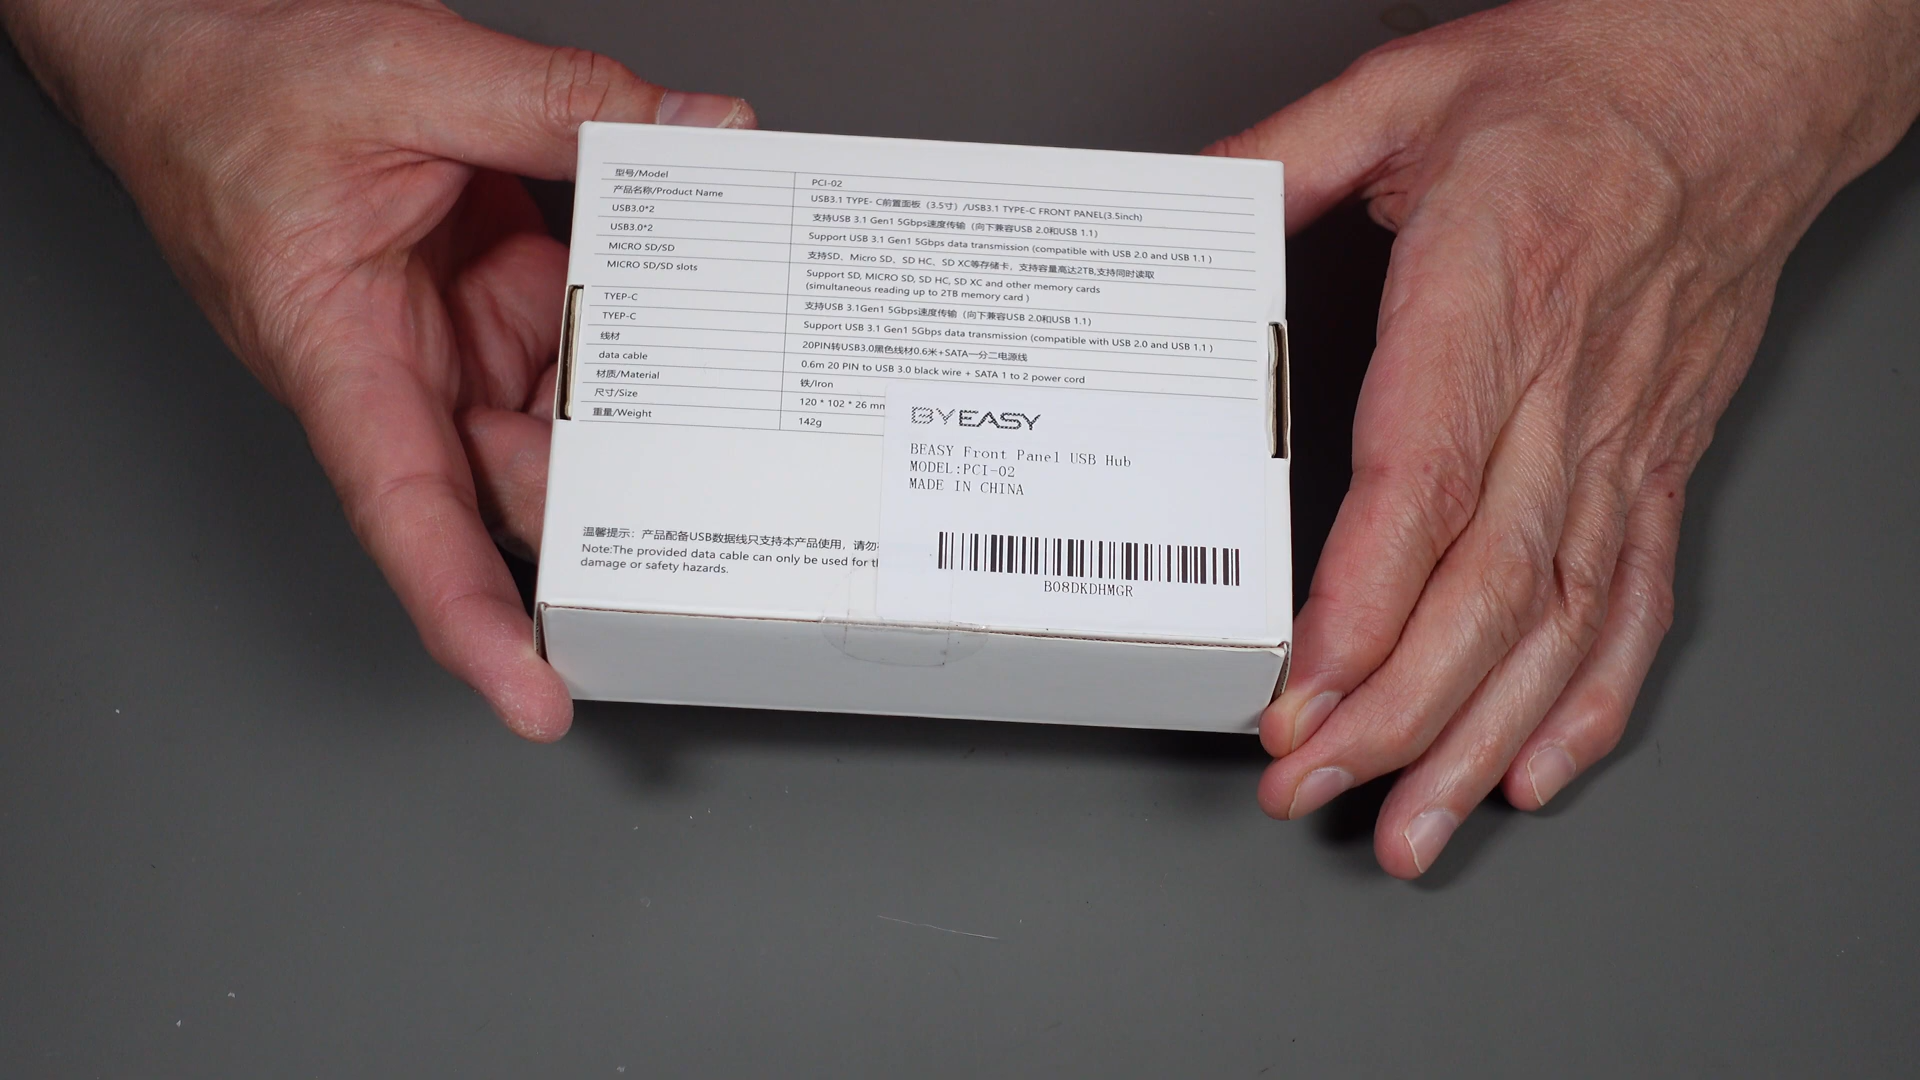 型号/Model
PCI-02
产品名称/Product Name
USB3.1 TYPE- C前置面板（3.5寸）/USB3.1 TYPE-C FRONT PANEL(3.5inch)
USB3.0*2
支持USB 3.1 Gen1 5Gbps速度传输（向下兼容USB 2.0和USB 1.1）
USB3.0*2
Support USB 3.1 Gen1 5Gbps data transmission (compatible with USB 2.0 and USB 1.1 )
MICRO SD/SD
支持SD、Micro SD、SD HC、SD XC等存储卡，支持容量高达2TB,支持同时读取
MICRO SD/SD slots
Support SD, MICRO SD, SD HC, SD XC and other memory cards
(simultaneous reading up to 2TB memory card )
TYEP-C
支持USB 3.1Gen1 5Gbps速度传输（向下兼容USB 2.0和USB 1.1）
TYEP-C
Support USB 3.1 Gen1 5Gbps data transmission (compatible with USB 2.0 and USB 1.1 )
线材
20PIN转USB3.0黑色线材0.6米+SATA一分二电源线
data cable
0.6m 20 PIN to USB 3.0 black wire + SATA 1 to 2 power cord
材质/Material
铁/Iron
尺寸/Size
120 * 102 * 26 mm
重量/Weight
142g
BYEASY
BEASY Front Panel USB Hub
MODEL:PCI-02
MADE IN CHINA
B08DKDHMGR
温馨提示：产品配备USB数据线只支持本产品使用，请勿
Note:The provided data cable can only be used for
damage or safety hazards.